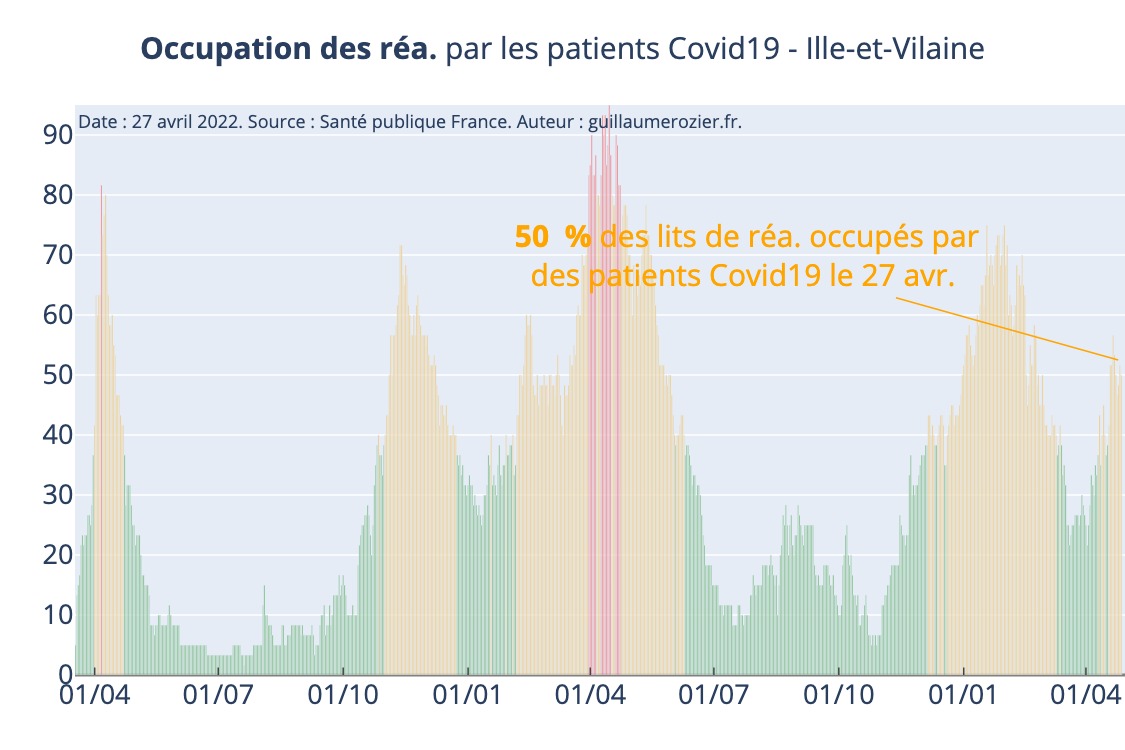 Occupation des réa. par les patients Covid19 - Ille-et-Vilaine
Date : 27 avril 2022. Source : Santé publique France. Auteur : guillaumerozier.fr.
90
80
70
60
50
40
30
20
10
0
50 % des lits de réa. occupés par
des patients Covid19 le 27 avr.
01/04 01/07 01/10 01/01 01/04 01/07 01/10 01/01 01/04